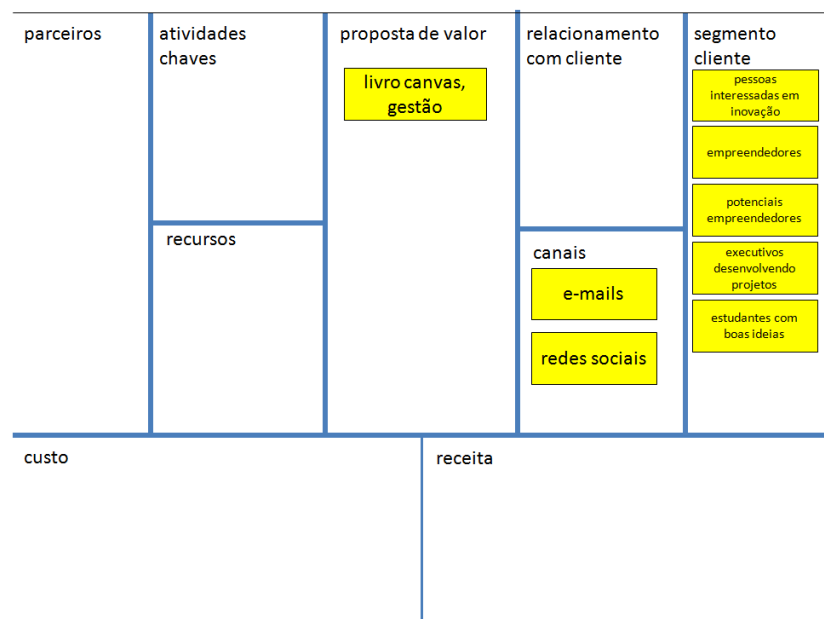 parceiros
atividades
chaves
recursos
proposta de valor
livro canvas,
gestão
relacionamento
com cliente
canais
e-mails
redes sociais
segmento
cliente
pessoas
interessadas em
inovação
empreendedores
potenciais
empreendedores
executivos
desenvolvendo
projetos
estudantes com
boas ideias
custo
receita